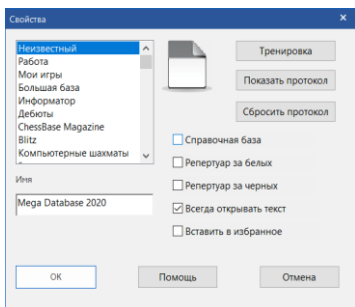 Свойства
Неизвестный
Работа
Мои игры
Большая база
Информатор
Дебюты
ChessBase Magazine
Blitz
Компьютерные шахматы
Тренировка
Показать протокол
Сбросить протокол
Справочная база
Репертуар за белых
Репертуар за черных
Всегда открывать текст
Вставить в избранное
Имя
Mega Database 2020
OK
Помощь
Отмена